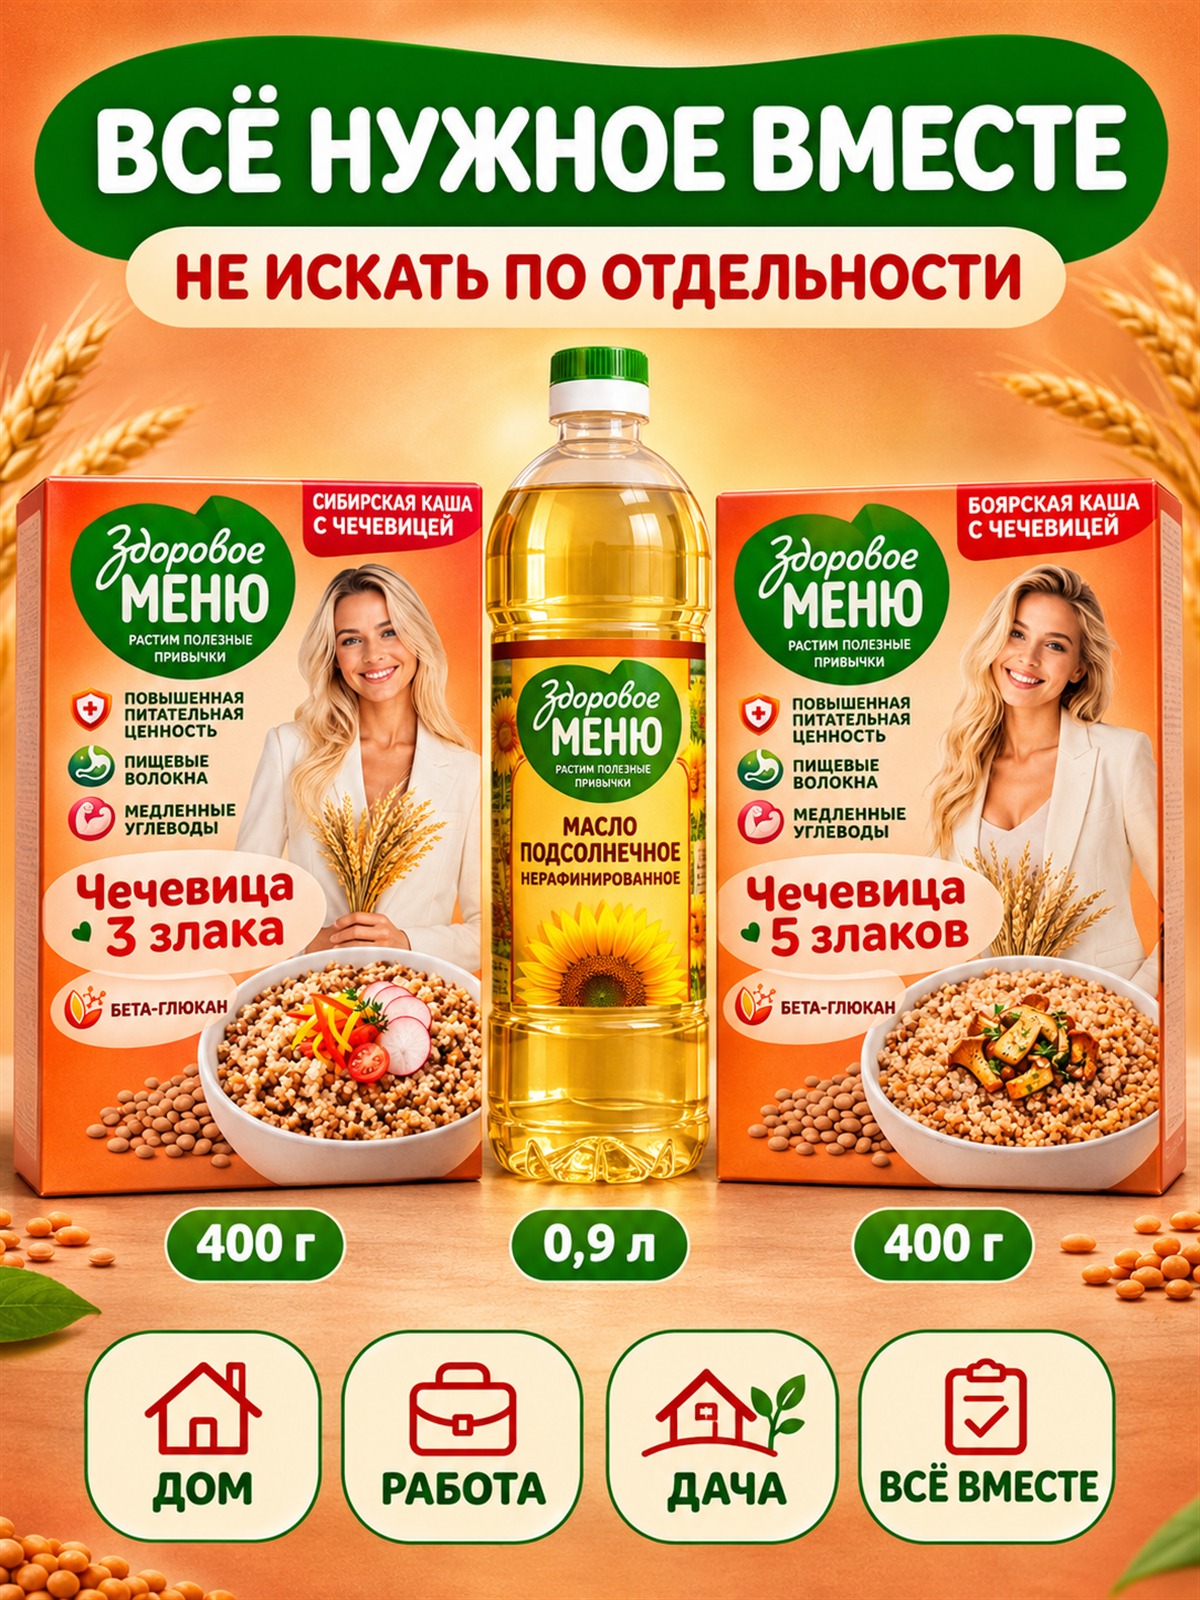 ВСЁ НУЖНОЕ ВМЕСТЕ
НЕ ИСКАТЬ ПО ОТДЕЛЬНОСТИ
СИБИРСКАЯ КАША
С ЧЕЧЕВИЦЕЙ
Здоровое
МЕНЮ
РАСТИМ ПОЛЕЗНЫЕ
ПРИВЫЧКИ
ПОВЫШЕННАЯ
ПИТАТЕЛЬНАЯ
ЦЕННОСТЬ
ПИЩЕВЫЕ
ВОЛОКНА
МЕДЛЕННЫЕ
УГЛЕВОДЫ
Чечевица
3 злака
БЕТА-ГЛЮКАН
Здоровое
МЕНЮ
РАСТИМ ПОЛЕЗНЫЕ
ПРИВЫЧКИ
МАСЛО
ПОДСОЛНЕЧНОЕ
НЕРАФИНИРОВАННОЕ
БОЯРСКАЯ КАША
С ЧЕЧЕВИЦЕЙ
Здоровое
МЕНЮ
РАСТИМ ПОЛЕЗНЫЕ
ПРИВЫЧКИ
ПОВЫШЕННАЯ
ПИТАТЕЛЬНАЯ
ЦЕННОСТЬ
ПИЩЕВЫЕ
ВОЛОКНА
МЕДЛЕННЫЕ
УГЛЕВОДЫ
Чечевица
5 злаков
БЕТА-ГЛЮКАН
400 г
0,9 л
400 г
ДОМ
РАБОТА
ДАЧА
ВСЁ ВМЕСТЕ